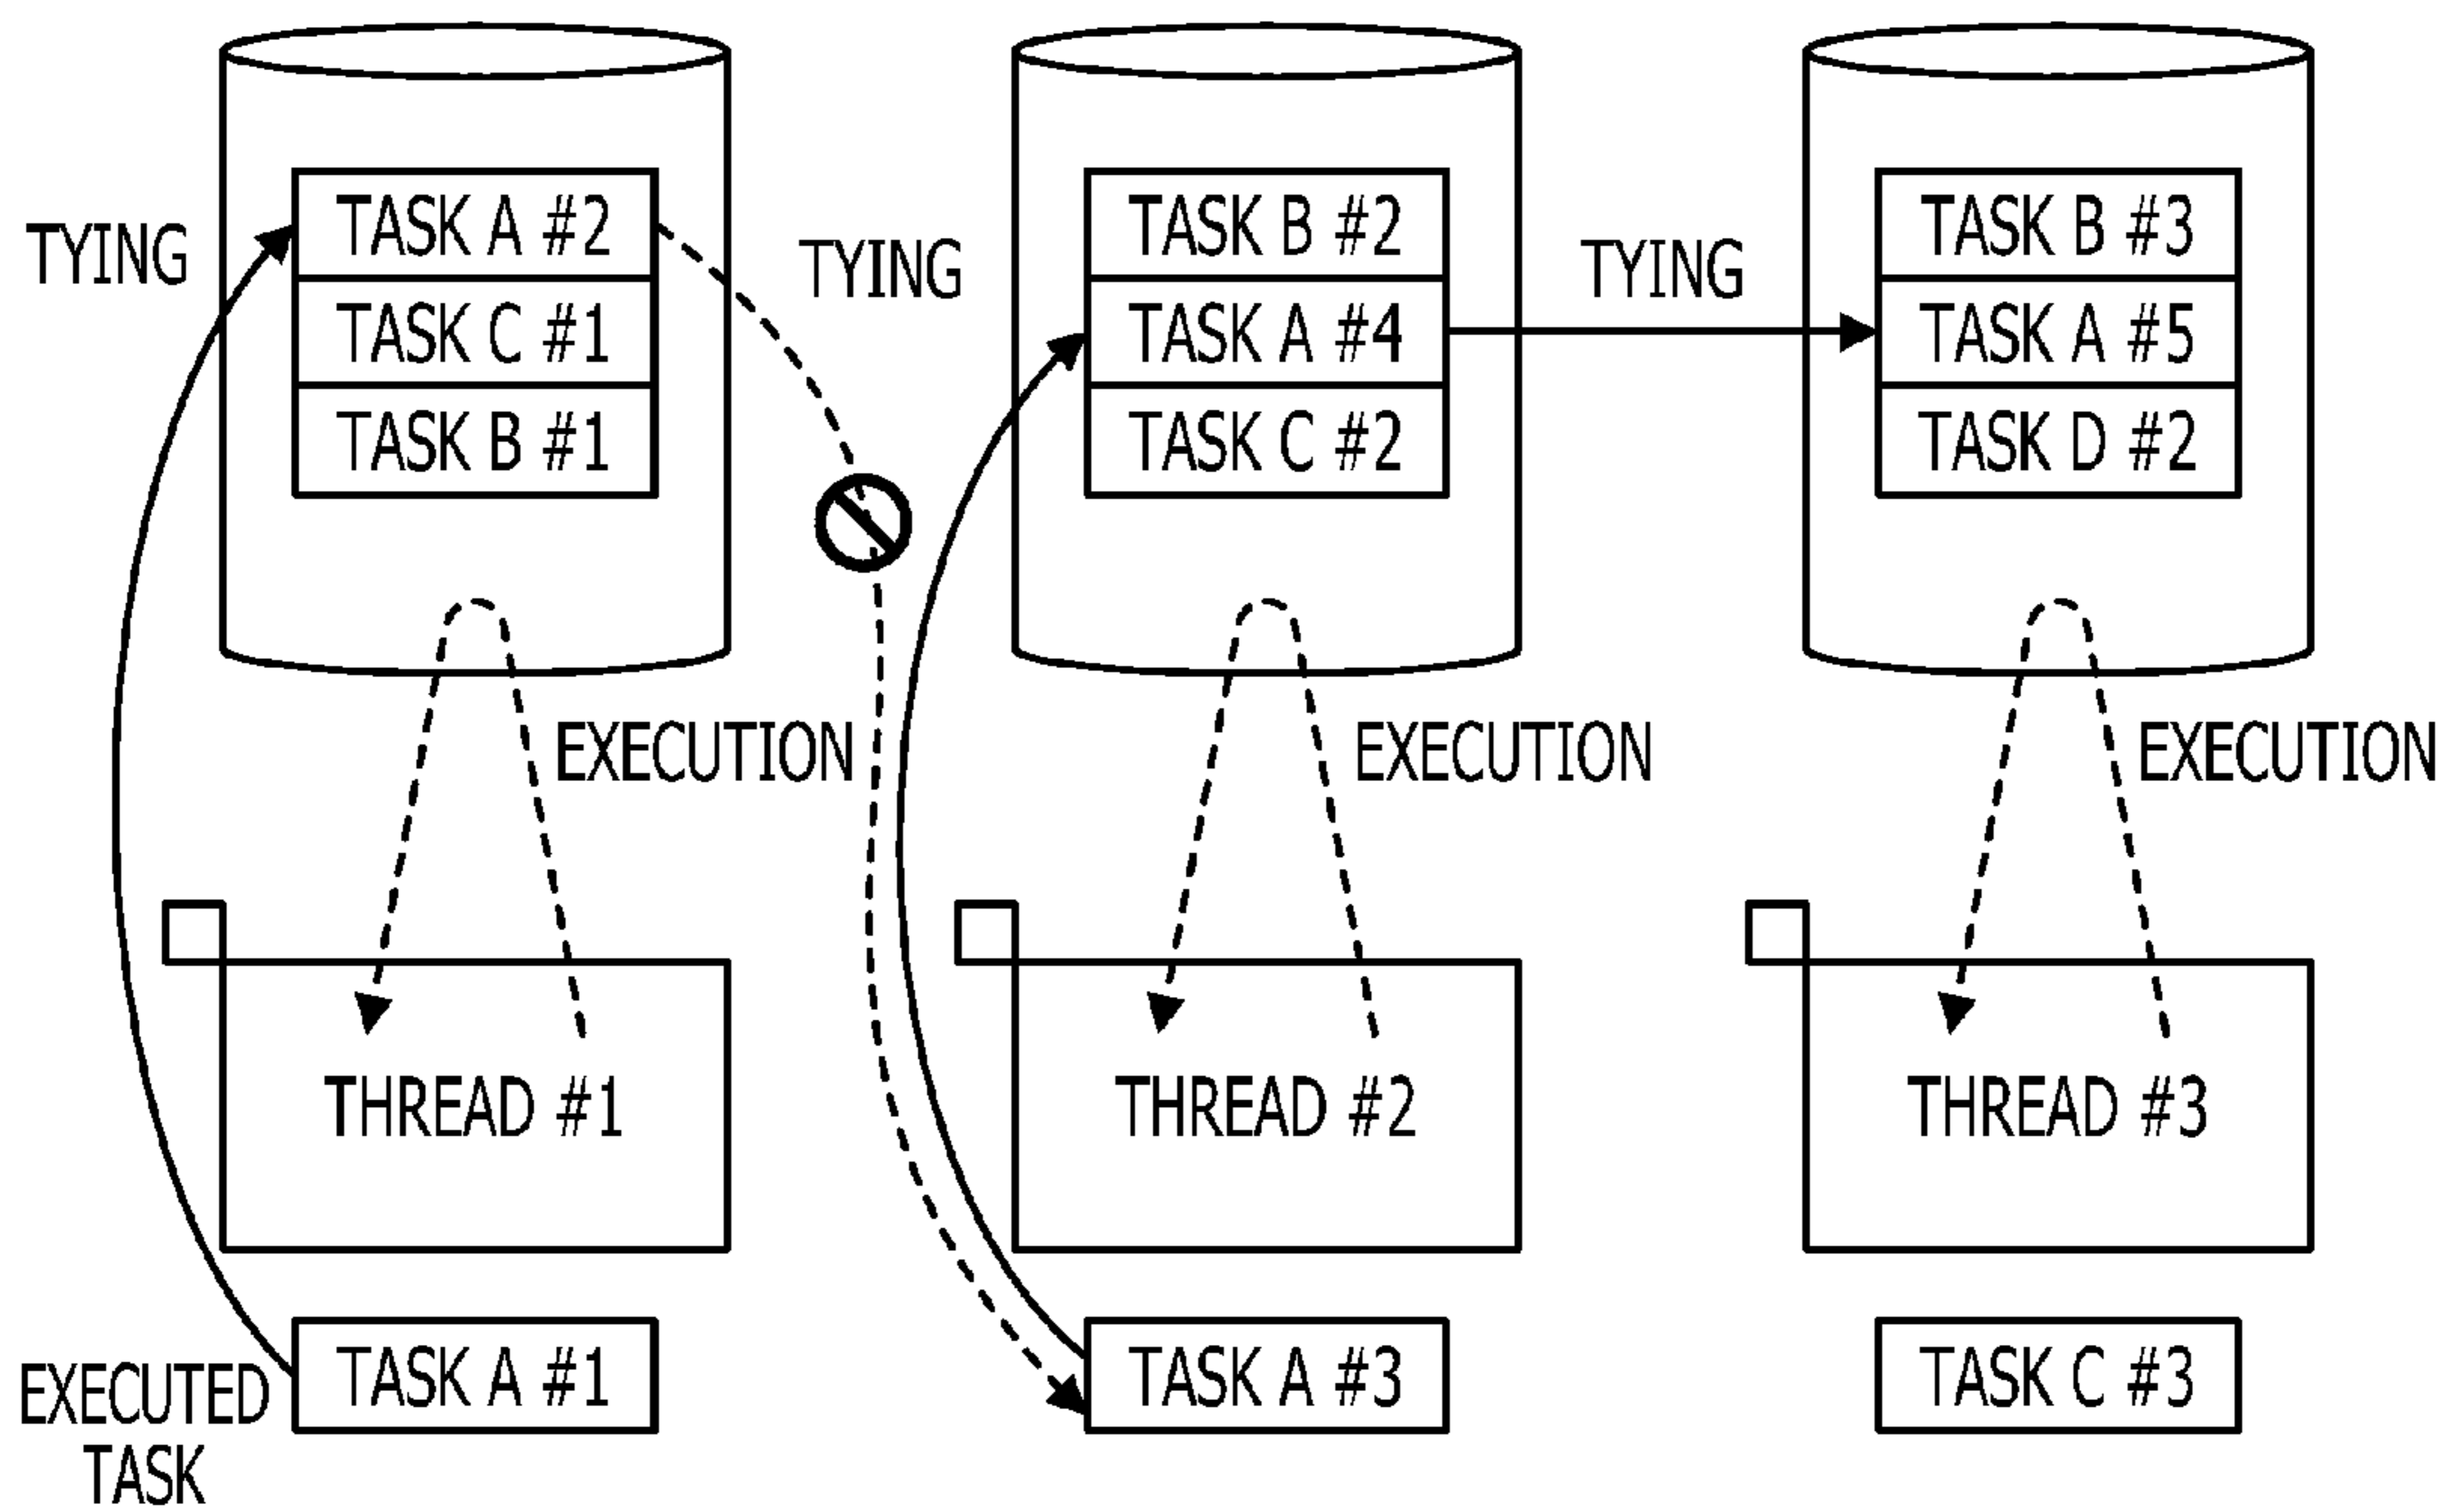 TYING
TASK A #2
TASK C #1
TASK B #1
TYING
TASK B #2
TASK A #4
TASK C #2
TYING
TASK B #3
TASK A #5
TASK D #2
EXECUTION
EXECUTION
EXECUTION
THREAD #1
THREAD #2
THREAD #3
EXECUTED
TASK
TASK A #1
TASK A #3
TASK C #3